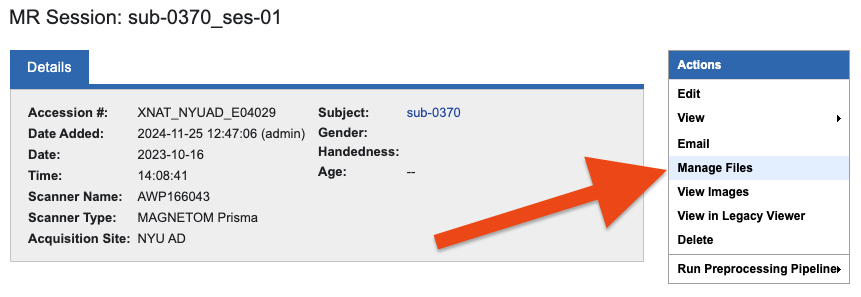 MR Session: sub-0370_ses-01
Details
Accession #: XNAT_NYUAD_E04029
Date Added: 2024-11-25 12:47:06 (admin)
Date: 2023-10-16
Time: 14:08:41
Scanner Name: AWP166043
Scanner Type: MAGNETOM Prisma
Acquisition Site: NYU AD
Subject: sub-0370
Gender:
Handedness:
Age: --
Actions
Edit
View
Email
Manage Files
View Images
View in Legacy Viewer
Delete
Run Preprocessing Pipeline